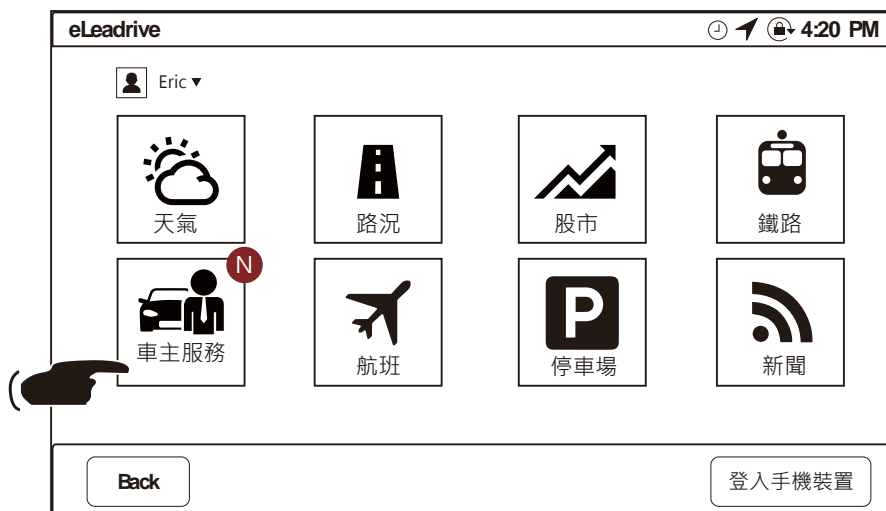 eLeadrive 4:20 PM
Eric
天氣 路況 股市 鐵路
N
P
車主服務 航班 停車場 新聞
Back 登入手機裝置